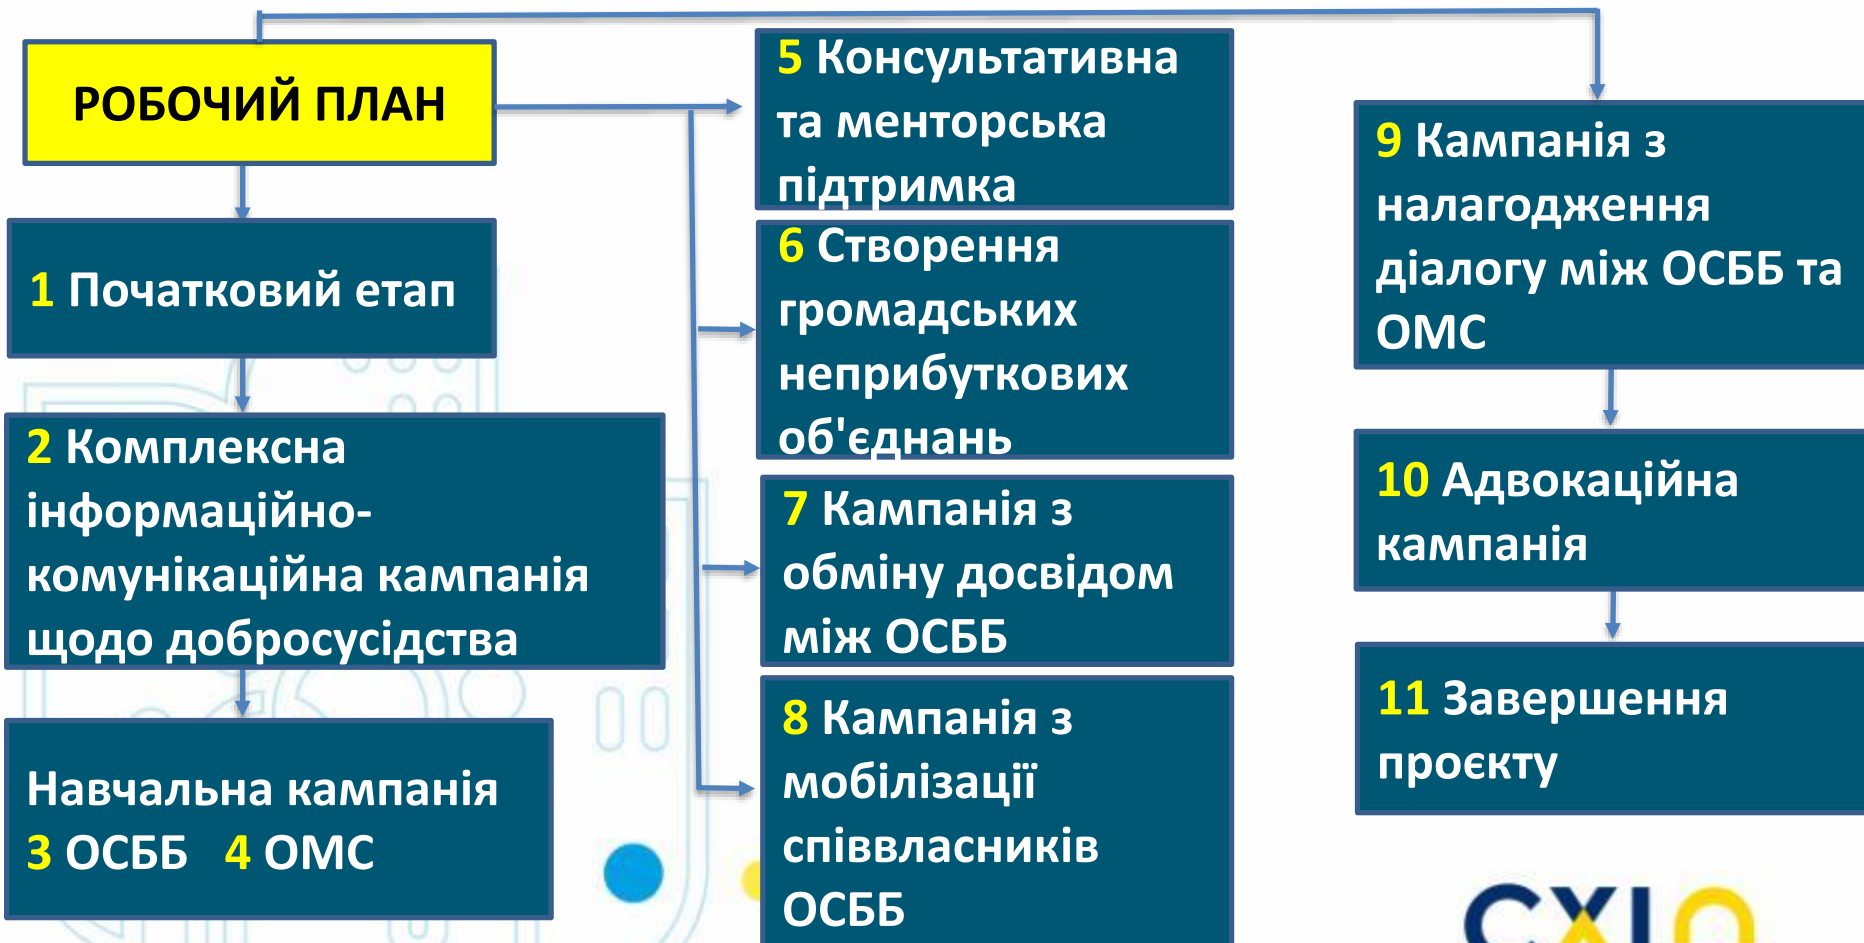 РОБОЧИЙ ПЛАН
1 Початковий етап
2 Комплексна
інформаційно-
комунікаційна кампанія
щодо добросусідства
Навчальна кампанія
3 ОСББ 4 ОМС
5 Консультативна
та менторська
підтримка
6 Створення
громадських
неприбуткових
об'єднань
7 Кампанія з
обміну досвідом
між ОСББ
8 Кампанія з
мобілізації
співвласників
ОСББ
9 Кампанія з
налагодження
діалогу між ОСББ та
ОМС
10 Адвокаційна
кампанія
11 Завершення
проєкту